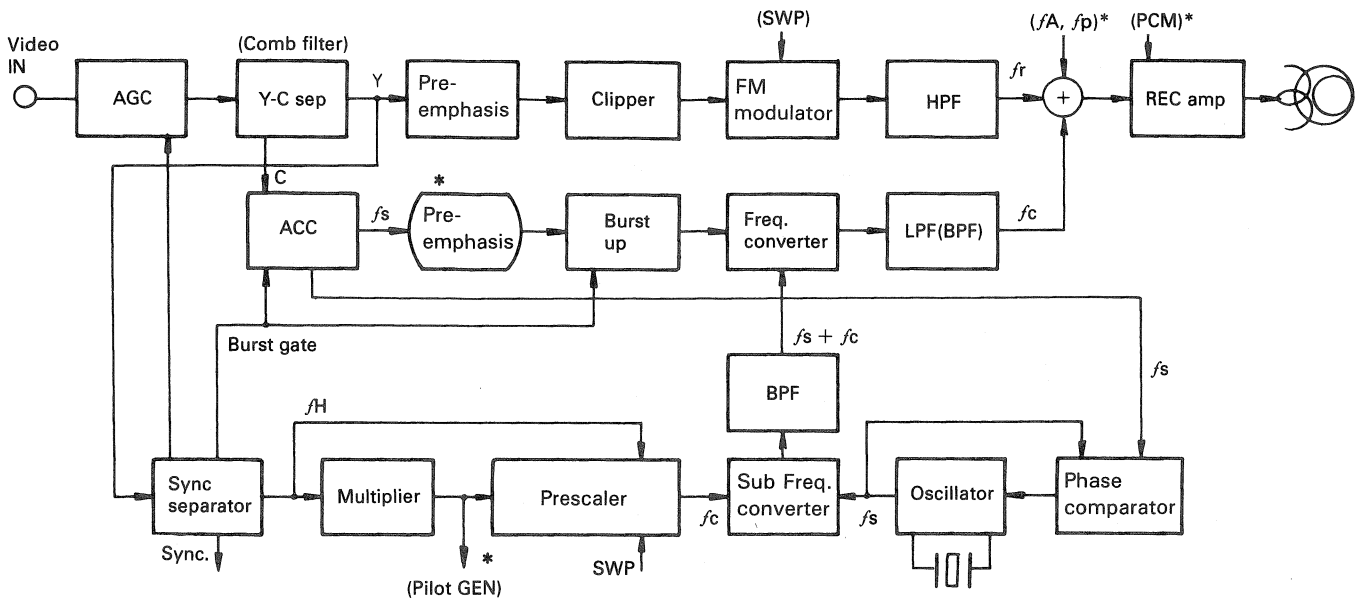 (SWP)
(fA, fp)*
(PCM)*
Video
IN
(Comb filter)
AGC
Y-C sep
Y
Pre-
emphasis
Clipper
FM
modulator
HPF
fr
+
REC amp
C
*
ACC
fs
Pre-
emphasis
Burst
up
Freq.
converter
LPF(BPF)
fc
Burst gate
fs + fc
BPF
fs
fH
Sync
separator
Multiplier
Prescaler
fc
Sub Freq.
converter
fs
Oscillator
Phase
comparator
Sync.
*
(Pilot GEN)
SWP